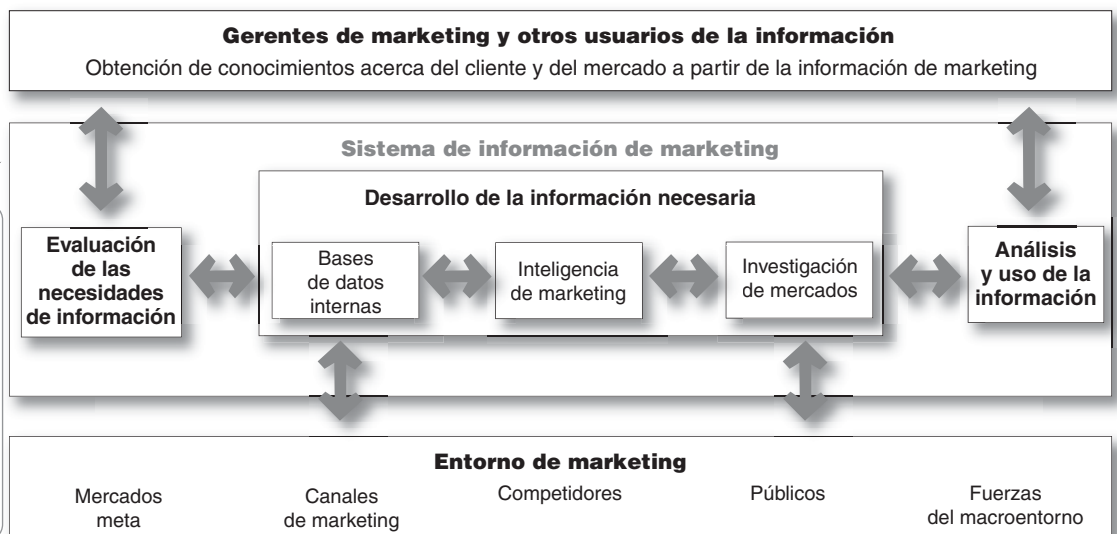 Gerentes de marketing y otros usuarios de la información
Obtención de conocimientos acerca del cliente y del mercado a partir de la información de marketing
Sistema de información de marketing
Desarrollo de la información necesaria
Evaluación
de las
necesidades
de información
Bases
de datos
internas
Inteligencia
de marketing
Investigación
de mercados
Análisis
y uso de la
información
Entorno de marketing
Mercados
meta
Canales
de marketing
Competidores
Públicos
Fuerzas
del macroentorno